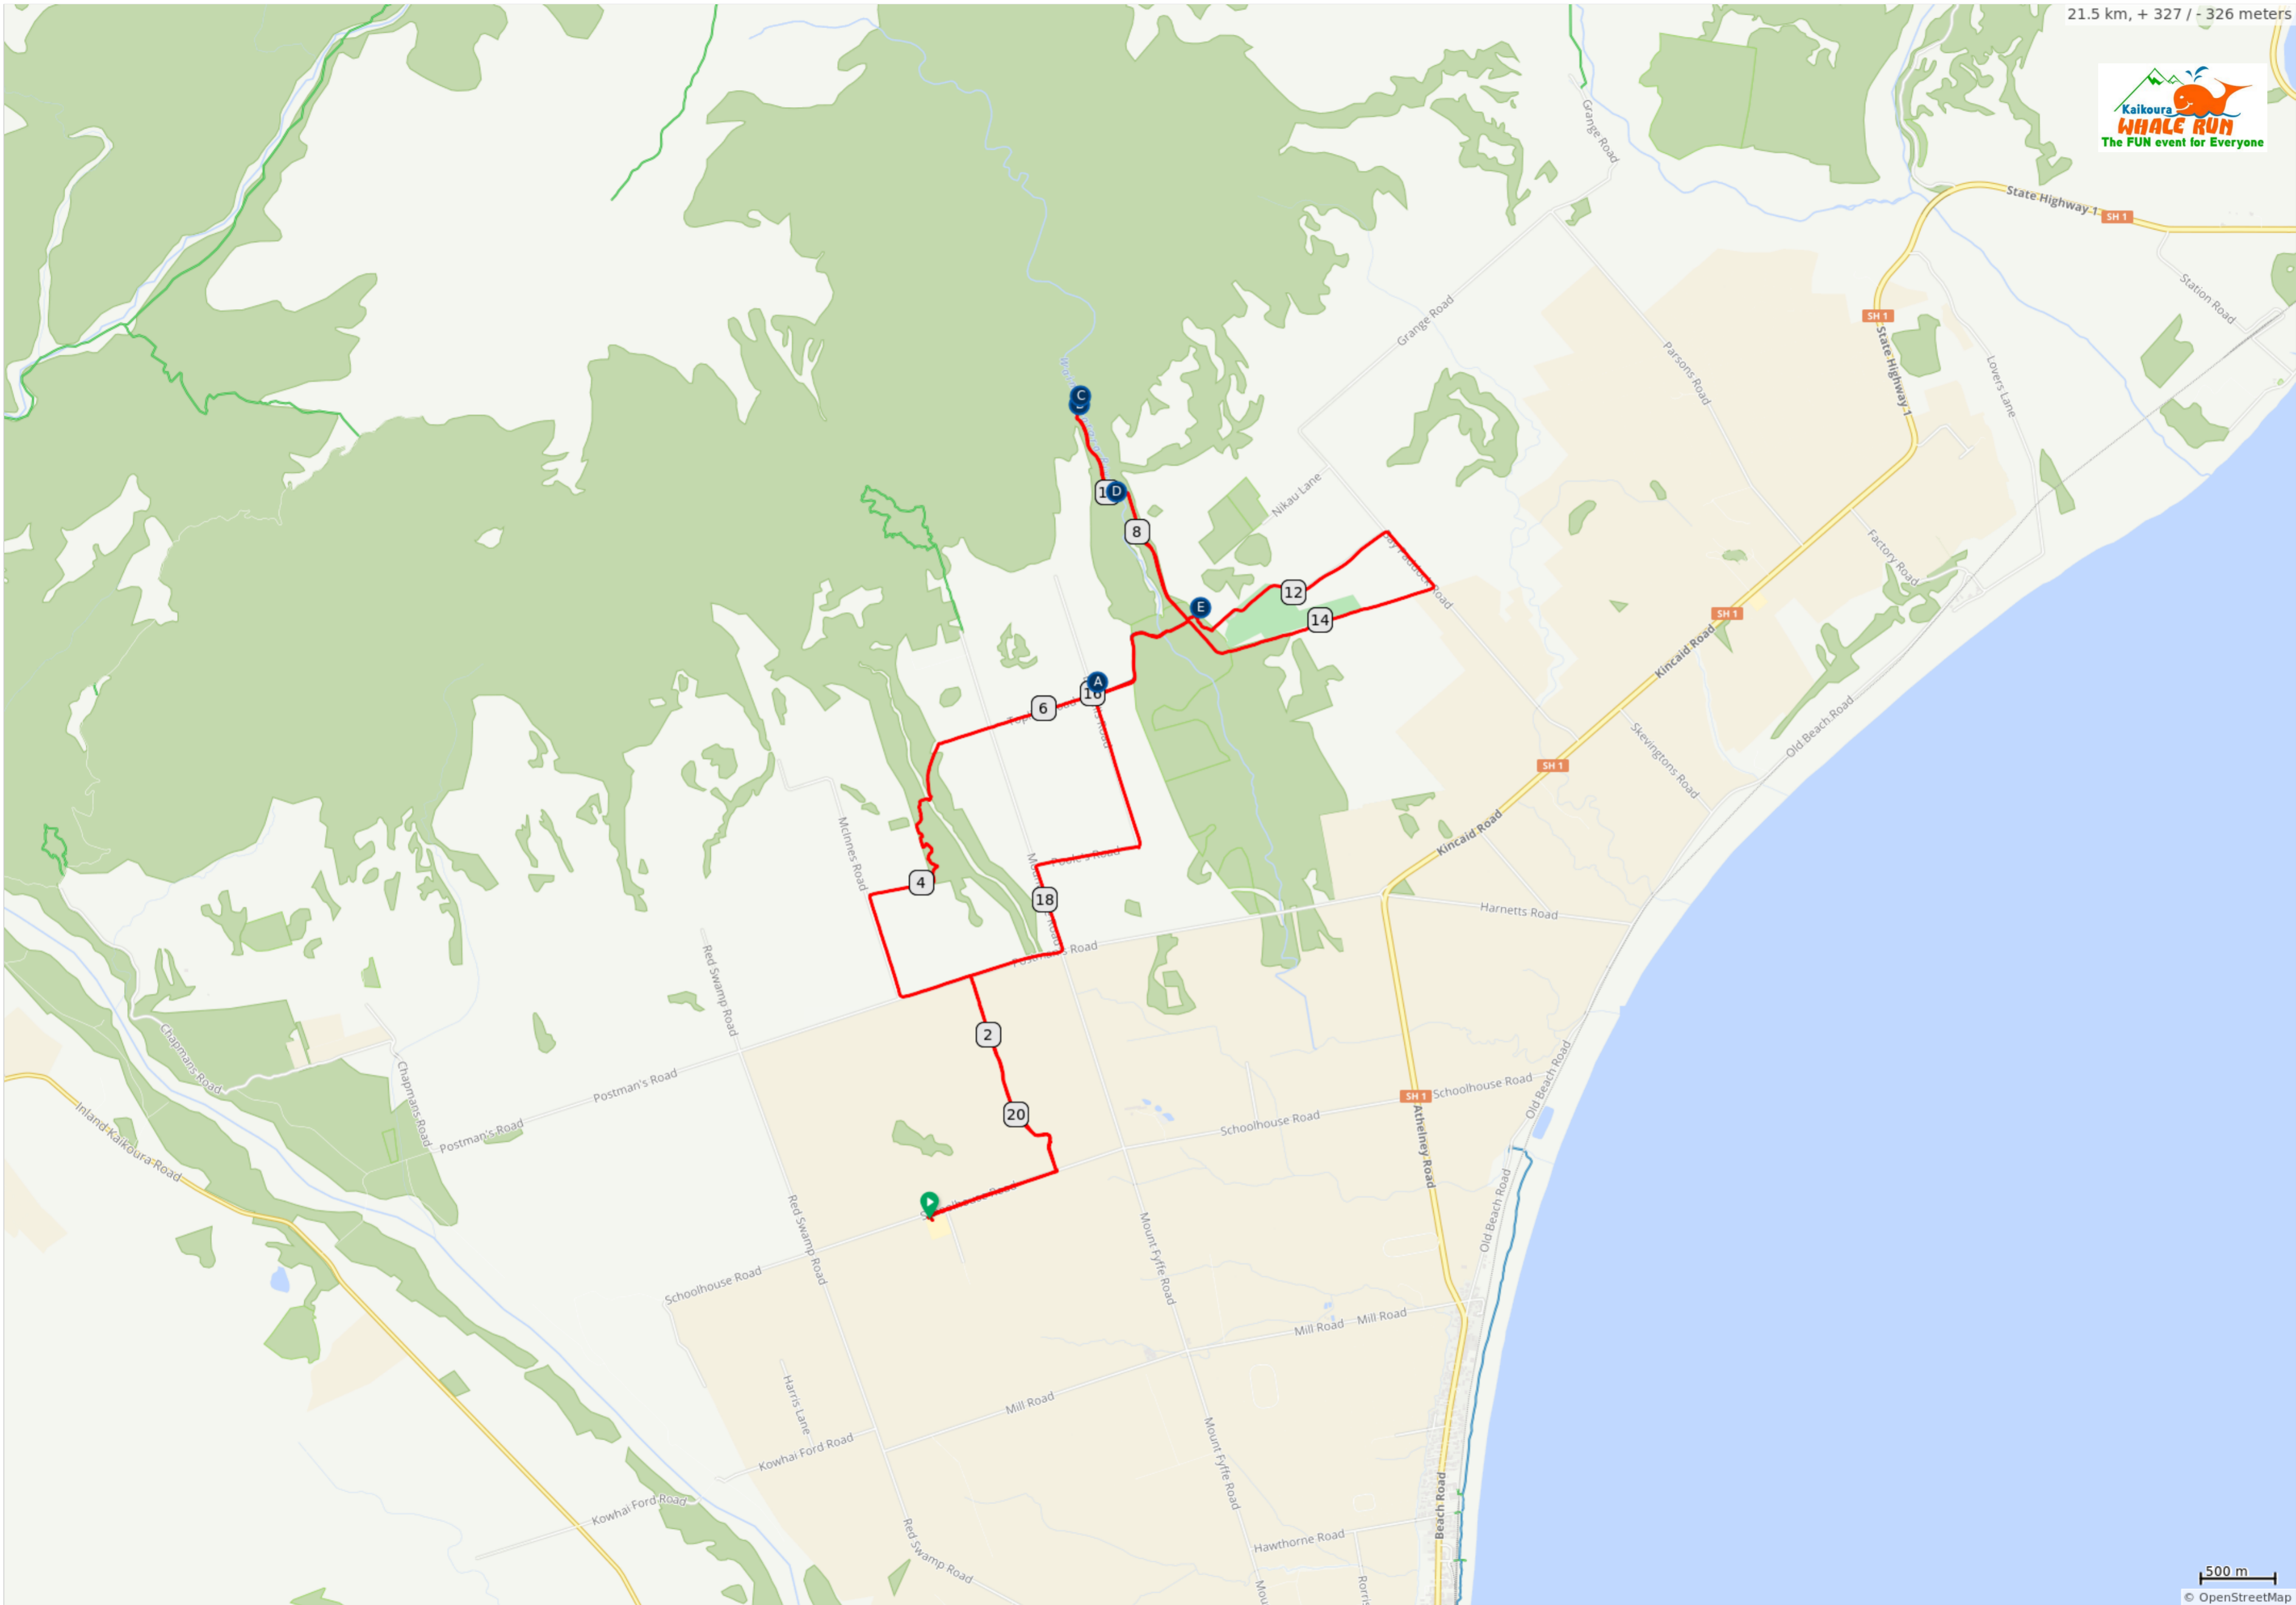 21.5 km, + 327 / - 326 meters
Kaikoura
WHALE RUN
The FUN event for Everyone
Grange Road
State Highway 1
SH 1
Station Road
Grange Road
SH 1
State Highway 1
Parsons Road
Lovers Lane
C
D
8
Nikau Lane
Factory Road
12
E
14
SH 1
Kincaid Road
A
16
6
Old Beach Road
Skevingtons Road
SH 1
McInnes Road
Kincaid Road
Poole's Road
4
18
Harnetts Road
Postman's Road
Red Swamp Road
2
Chapmans Road
Chapmans Road
Postman's Road
Postman's Road
Inland Kaikoura Road
20
Schoolhouse Road
Schoolhouse Road
SH 1
Old Beach Road
Athelney Road
Schoolhouse Road
Old Beach Road
Red Swamp Road
Mount Fyffe Road
Schoolhouse Road
Mill Road
Mill Road
Harris Lane
Mill Road
Kowhai Ford Road
Mount Fyffe Road
Kowhai Ford Road
Beach Road
Red Swamp Road
Hawthorne Road
500 m
© OpenStreetMap